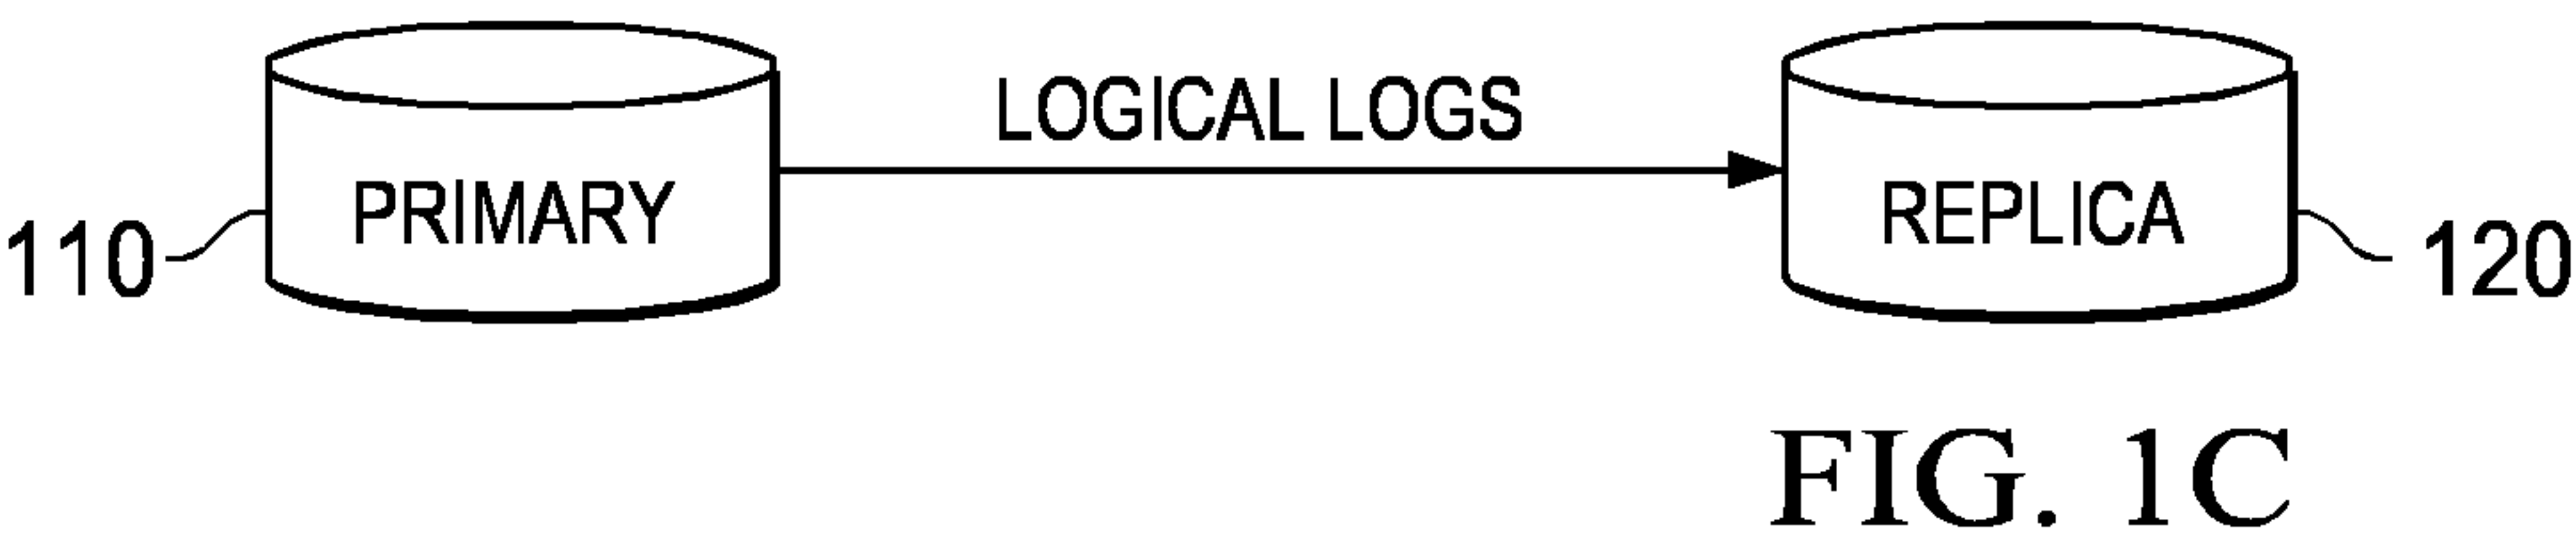 LOGICAL LOGS
110
PRIMARY
REPLICA
120
FIG. 1C